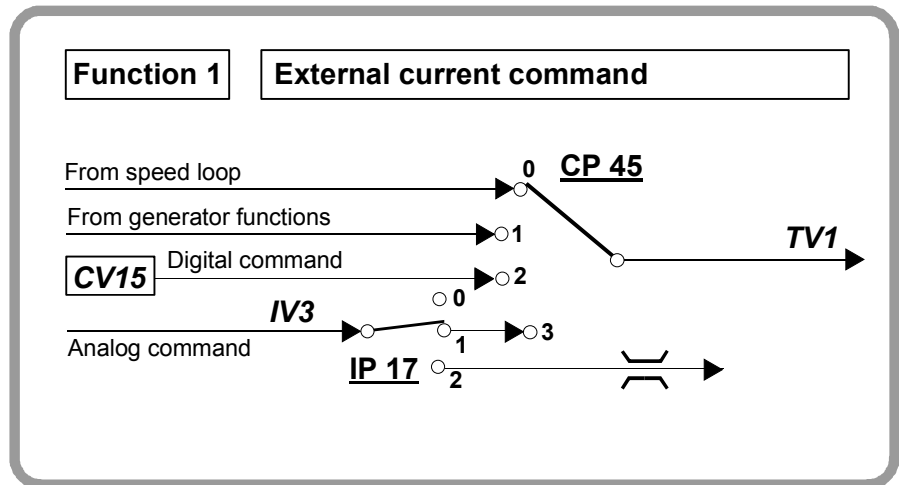 Function 1 External current command
From speed loop 0 CP 45
From generator functions 1
TV1
CV15 Digital command 2
0
IV3
Analog command 1 3
IP 17 2